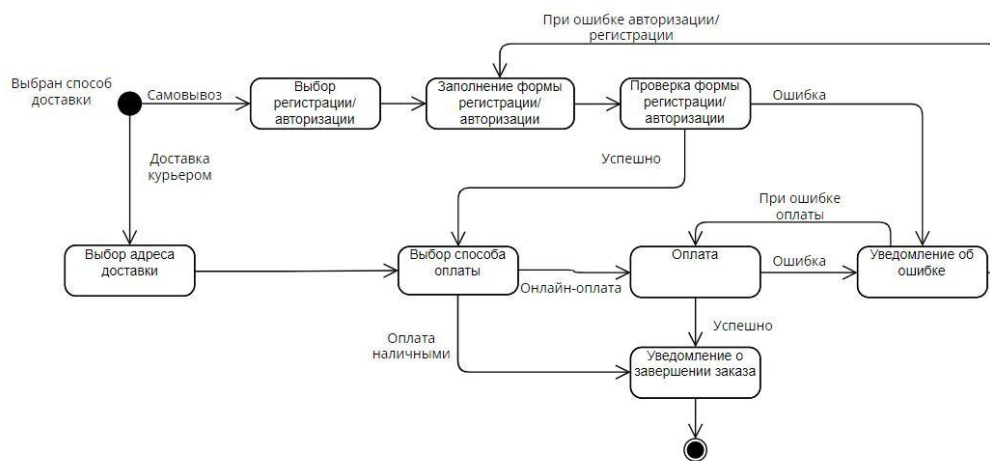 При ошибке авторизации/
регистрации
Выбран способ
доставки
Самовывоз
Выбор
регистрации/
авторизации
Заполнение формы
регистрации/
авторизации
Проверка формы
регистрации/
авторизации
Ошибка
Доставка
курьером
Успешно
При ошибке
оплаты
Выбор адреса
доставки
Выбор способа
оплаты
Онлайн-оплата
Оплата
Ошибка
Уведомление об
ошибке
Оплата
наличными
Успешно
Уведомление о
завершении заказа